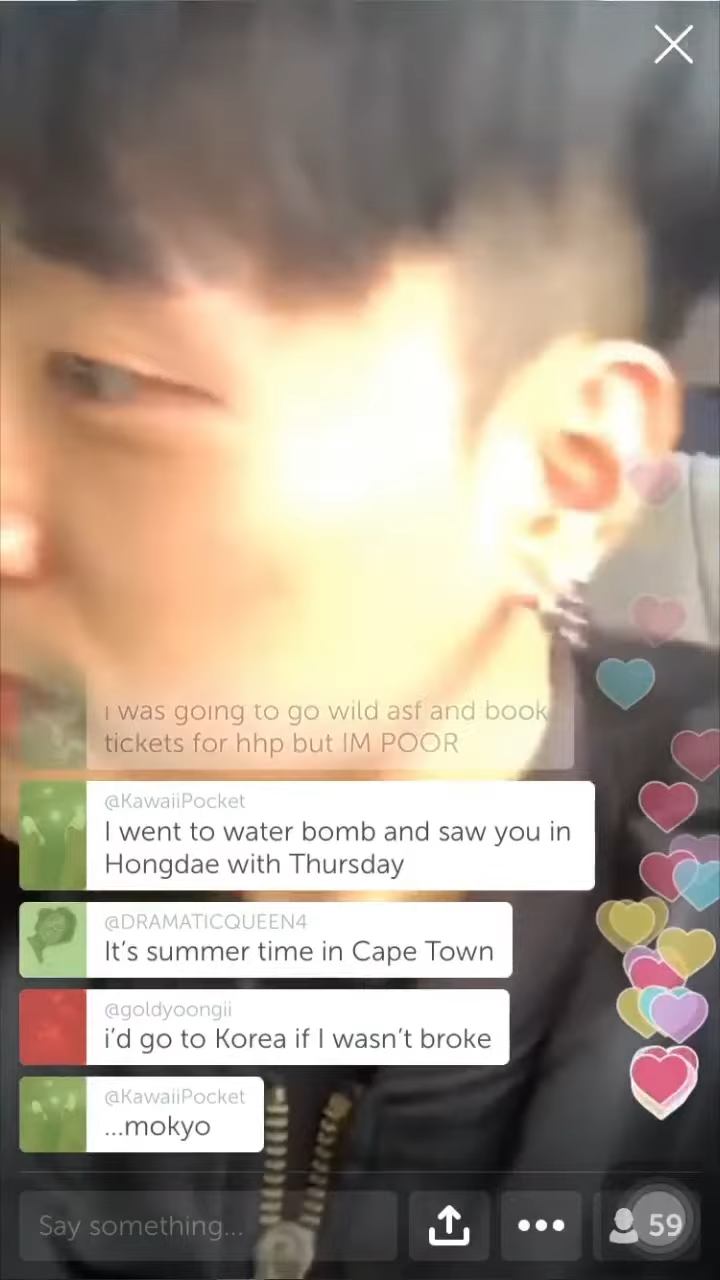 i was going to go wild asf and book
tickets for hhp but IM POOR
@KawaiiPocket
I went to water bomb and saw you in
Hongdae with Thursday
@DRAMATICQUEEN4
It's summer time in Cape Town
@goldyoongii
i'd go to Korea if I wasn't broke
@KawaiiPocket
...mokyo
Say something...
59